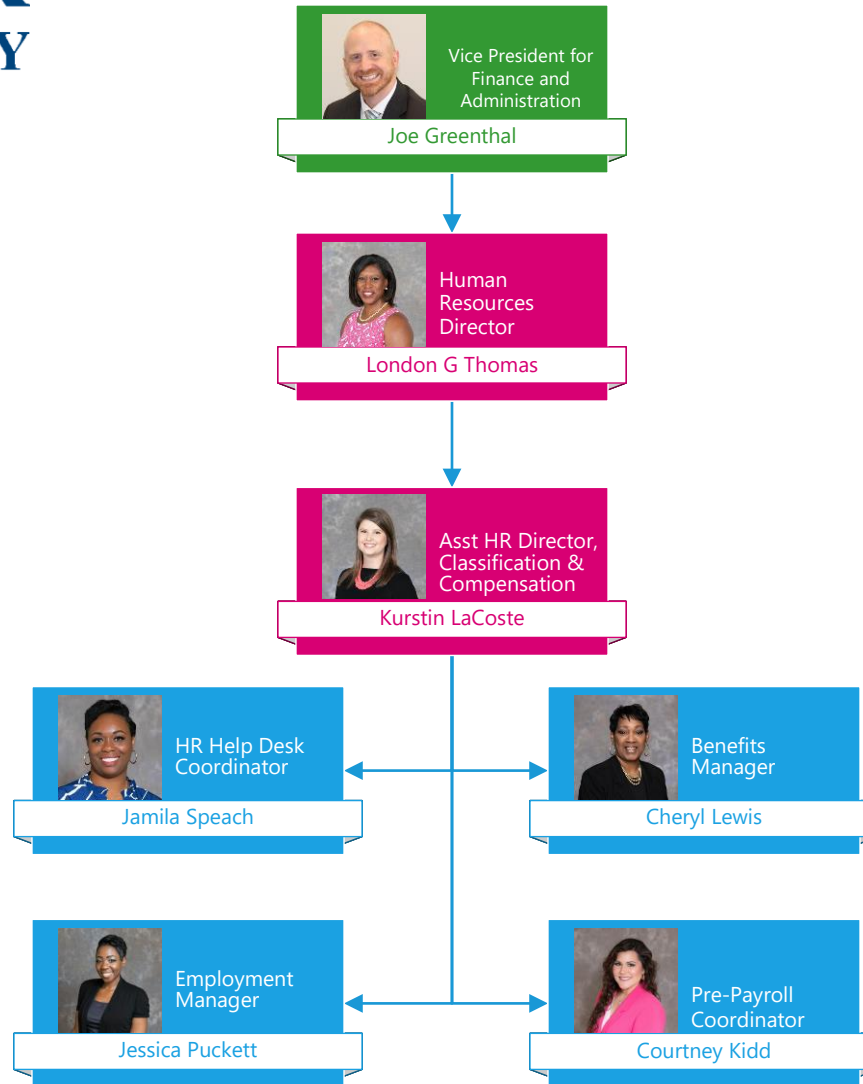 Y
Vice President for
Finance and
Administration
Joe Greenthal
Human
Resources
Director
London G Thomas
Asst HR Director,
Classification &
Compensation
Kurstin LaCoste
HR Help Desk
Coordinator
Jamila Speach
Benefits
Manager
Cheryl Lewis
Employment
Manager
Jessica Puckett
Pre-Payroll
Coordinator
Courtney Kidd